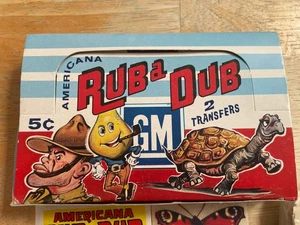 AMERICANA
RUB a DUB
5¢
2
TRANSFERS
GM
AMERICANA